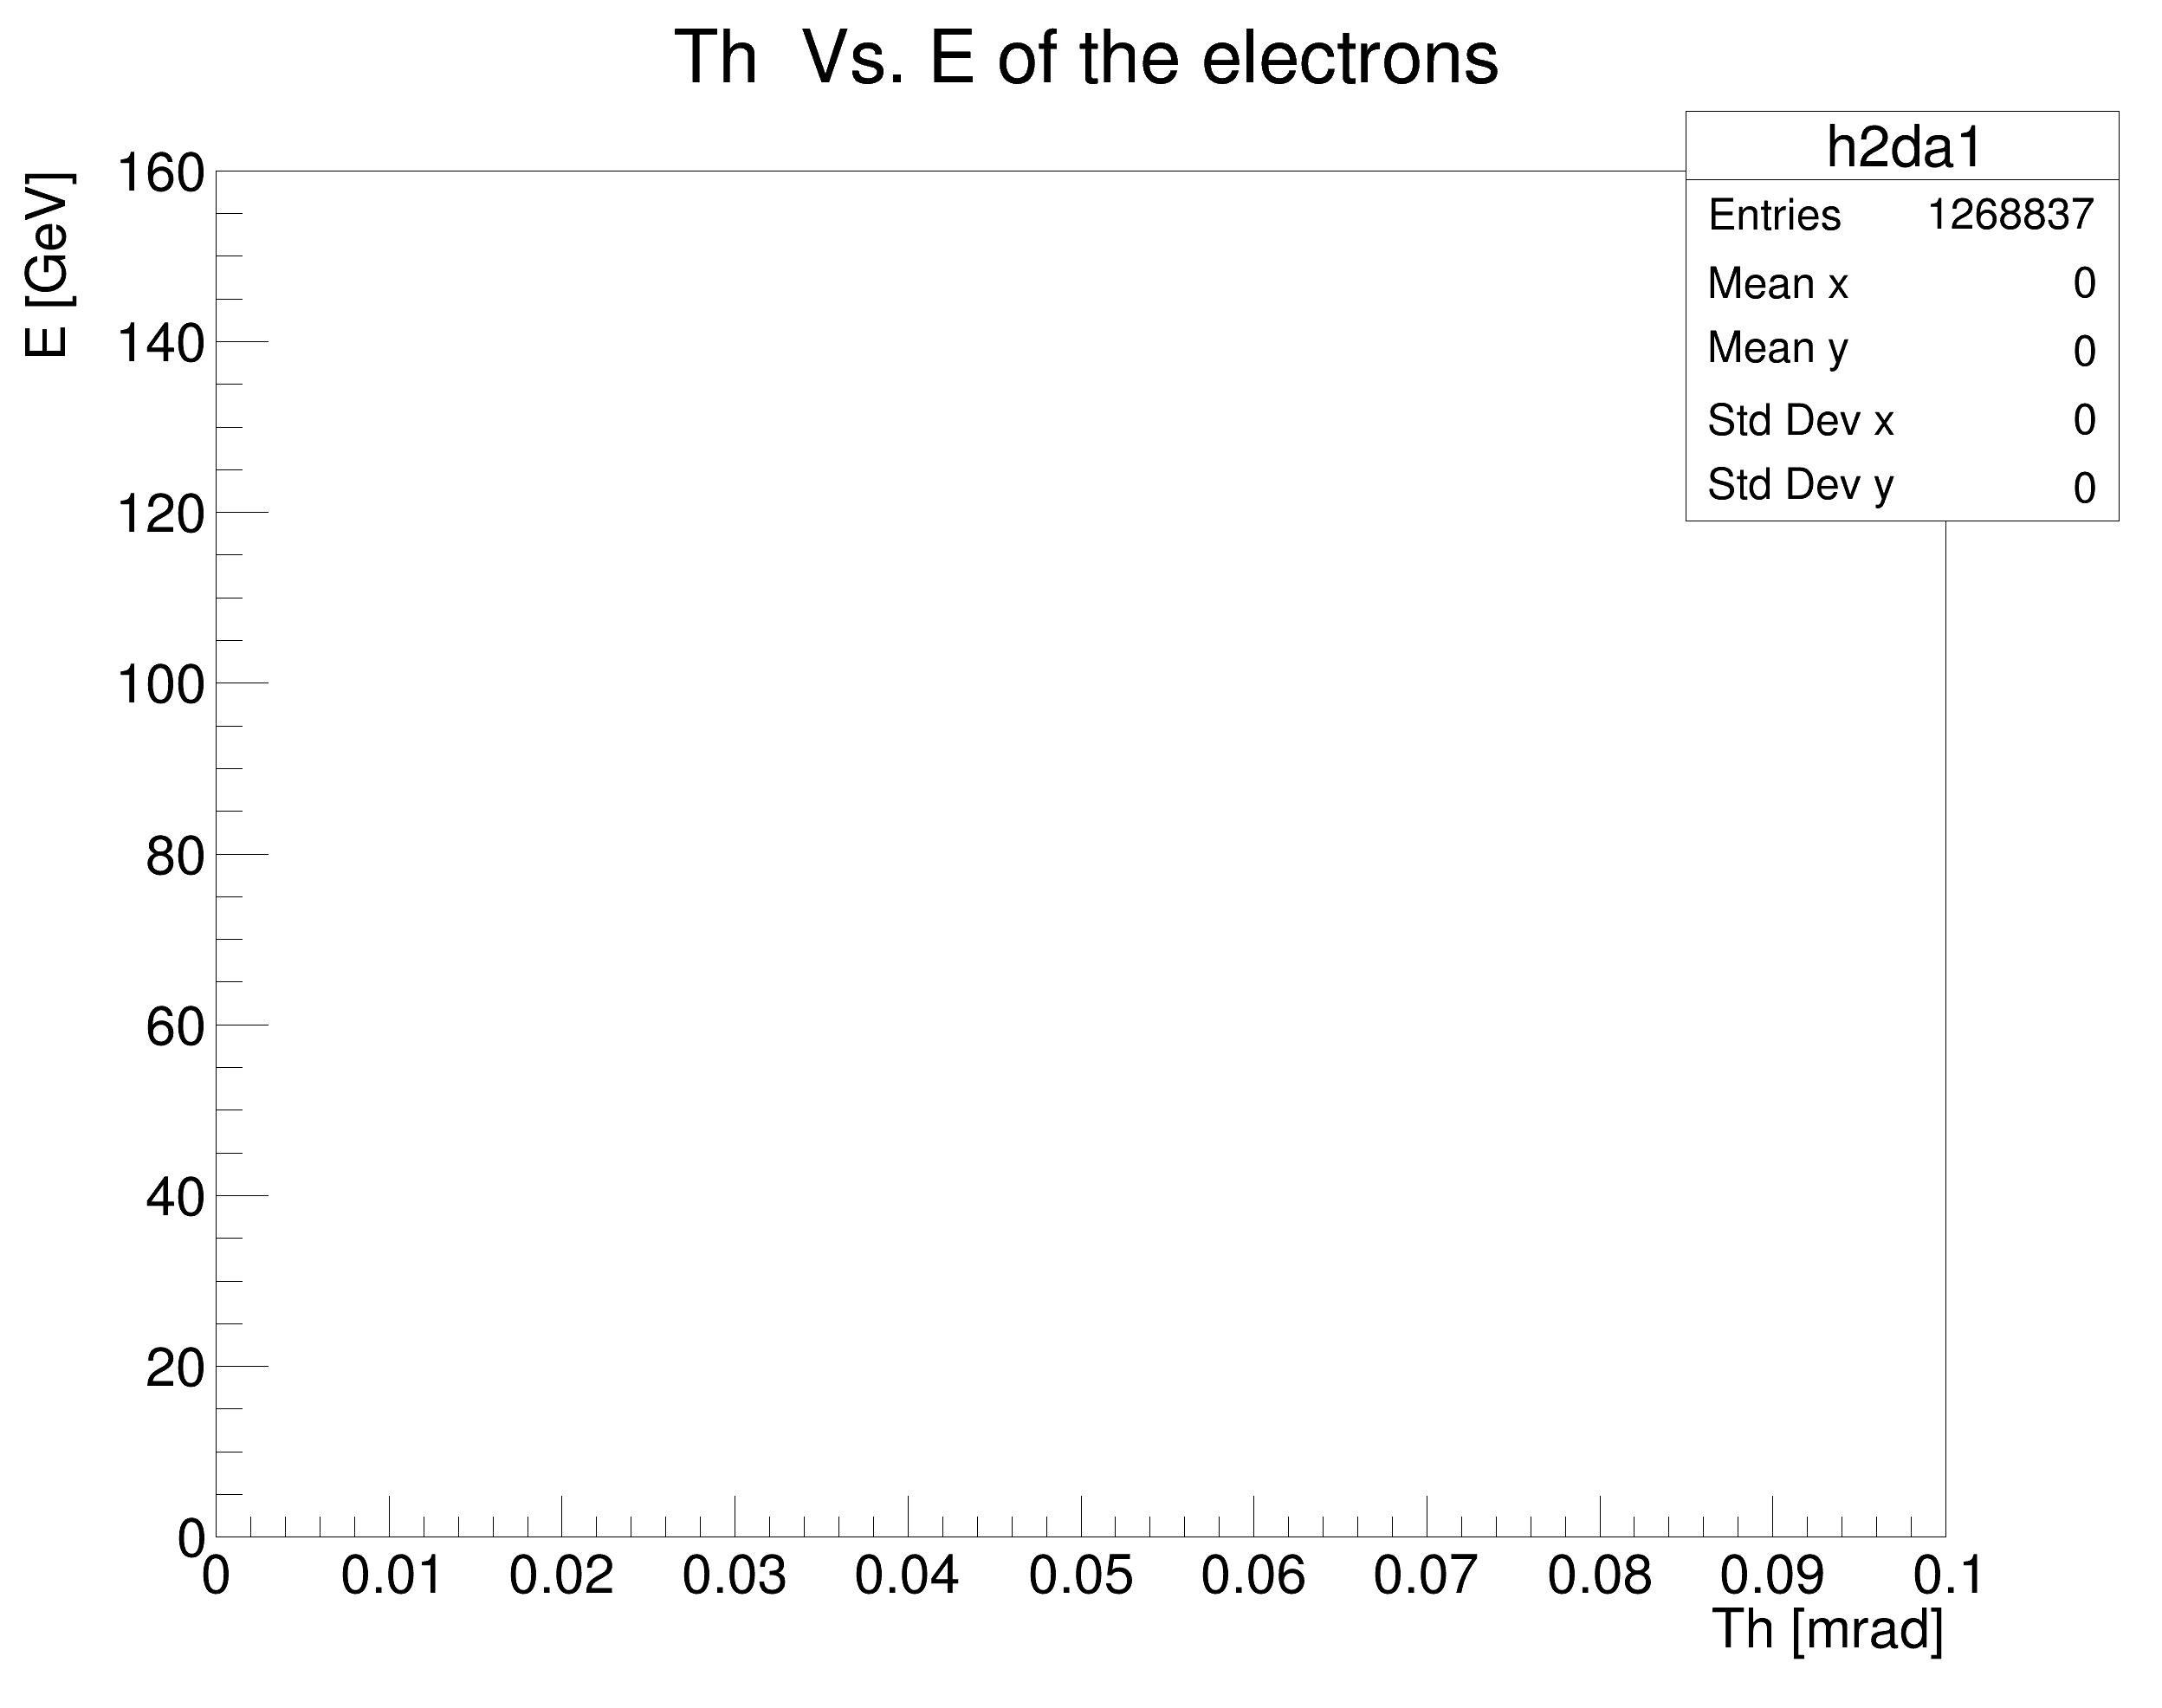 Th  Vs. E of the electrons
h2da1
Entries 1268837
Mean x 0
Mean y 0
Std Dev x 0
Std Dev y 0
E [GeV]
160
140
120
100
80
60
40
20
0
0 0.01 0.02 0.03 0.04 0.05 0.06 0.07 0.08 0.09 0.1
Th [mrad]